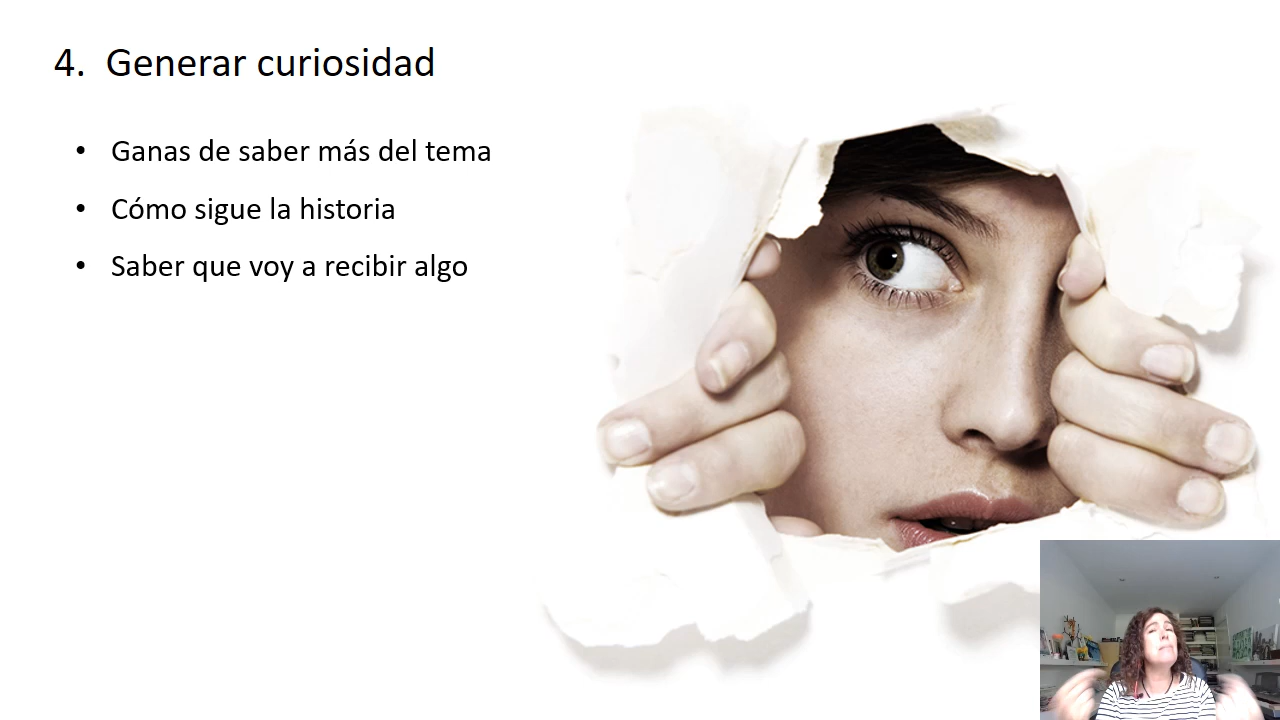 4. Generar curiosidad
• Ganas de saber más del tema
• Cómo sigue la historia
• Saber que voy a recibir algo